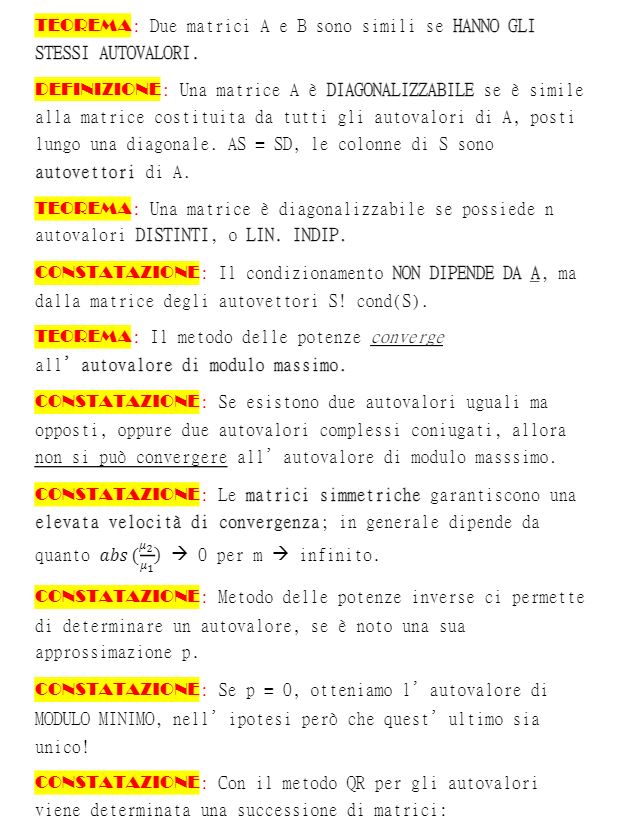 TEOREMA: Due matrici A e B sono simili se HANNO GLI
STESSI AUTOVALORI.
DEFINIZIONE: Una matrice A è DIAGONALIZZABILE se è simile
alla matrice costituita da tutti gli autovalori di A, posti
lungo una diagonale. AS = SD, le colonne di S sono
autovettori di A.
TEOREMA: Una matrice è diagonalizzabile se possiede n
autovalori DISTINTI, o LIN. INDIP.
CONSTATAZIONE: Il condizionamento NON DIPENDE DA A, ma
dalla matrice degli autovettori S! cond(S).
TEOREMA: Il metodo delle potenze converge
all' autovalore di modulo massimo.
CONSTATAZIONE: Se esistono due autovalori uguali ma
opposti, oppure due autovalori complessi coniugati, allora
non si può convergere all' autovalore di modulo masssimo.
CONSTATAZIONE: Le matrici simmetriche garantiscono una
elevata velocità di convergenza; in generale dipende da
quanto abs(μ₂/μ₁) → 0 per m → infinito.
CONSTATAZIONE: Metodo delle potenze inverse ci permette
di determinare un autovalore, se è noto una sua
approssimazione p.
CONSTATAZIONE: Se p = 0, otteniamo l' autovalore di
MODULO MINIMO, nell' ipotesi però che quest' ultimo sia
unico!
CONSTATAZIONE: Con il metodo QR per gli autovalori
viene determinata una successione di matrici: